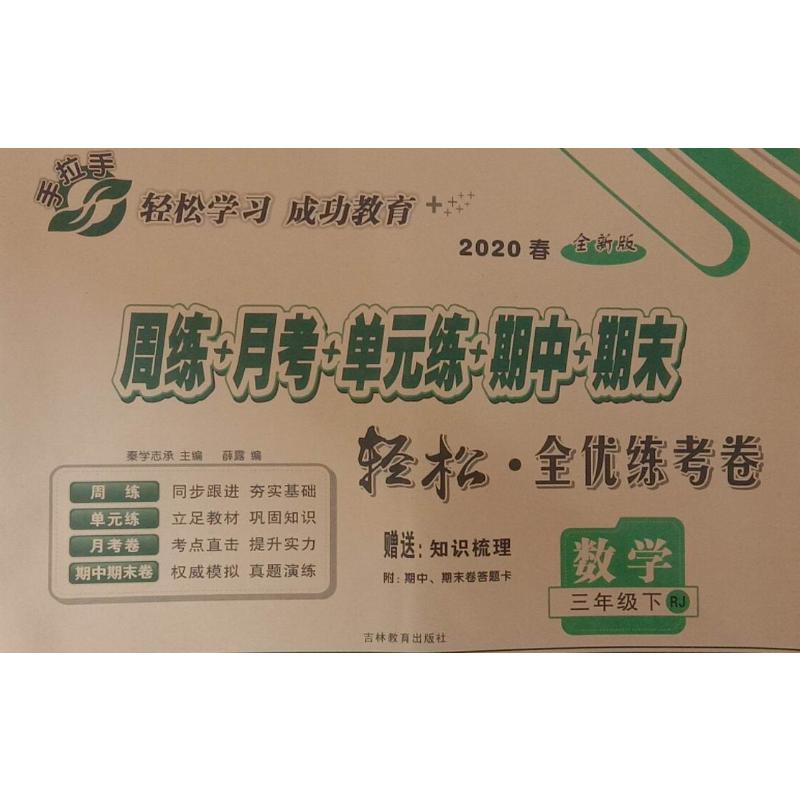 手拉手
轻松学习 成功教育
2020 春 全新版
周练+月考+单元练+期中+期末
轻松·全优练考卷
秦学志承 主编 薛露 编
周 练 同步跟进 夯实基础
单元练 立足教材 巩固知识
月考卷 考点直击 提升实力
期中期末卷 权威模拟 真题演练
赠送: 知识梳理
附: 期中、期末卷答题卡
数学
三年级下 RJ
吉林教育出版社